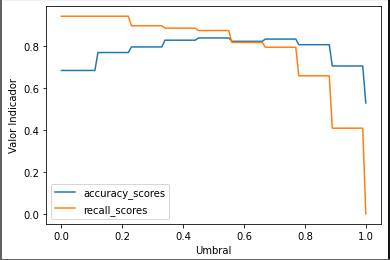 Valor Indicador
0.8
0.6
0.4
0.2
0.0
accuracy_scores
recall_scores
0.0 0.2 0.4 0.6 0.8 1.0
Umbral